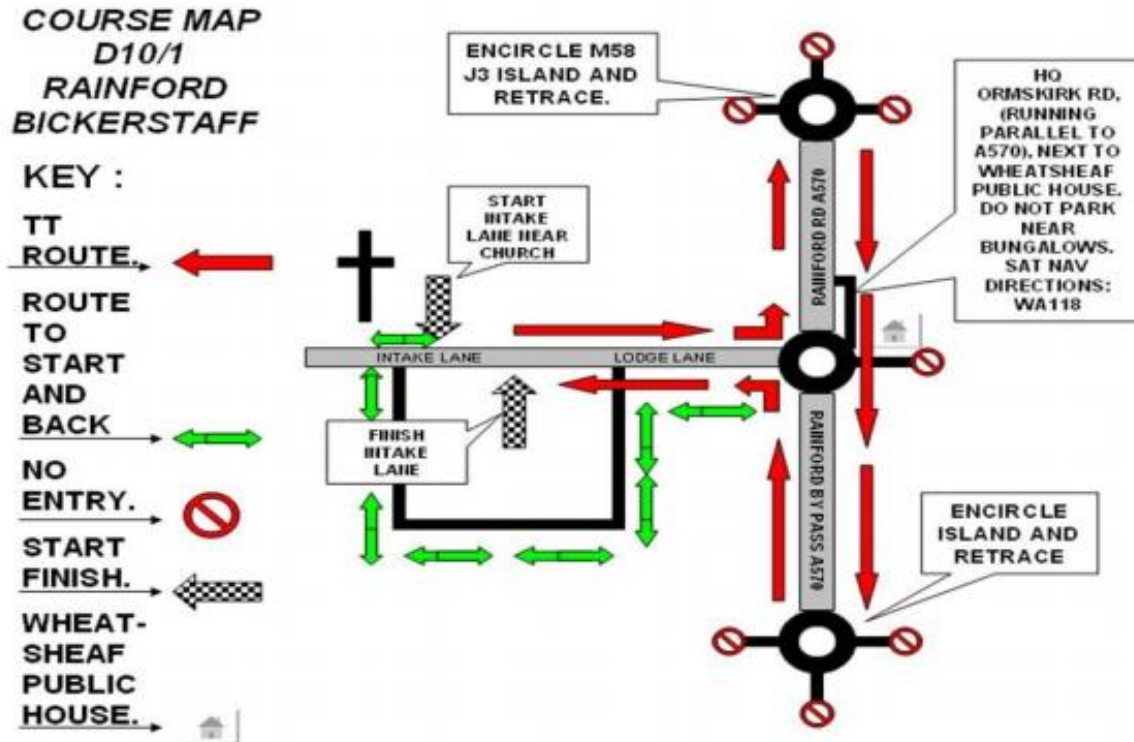 COURSE MAP
D10/1
RAINFORD
BICKERSTAFF
KEY :
TT
ROUTE.
ROUTE
TO
START
AND
BACK
NO
ENTRY.
START
FINISH.
WHEAT-
SHEAF
PUBLIC
HOUSE.
ENCIRCLE M58
J3 ISLAND AND
RETRACE.
START
INTAKE
LANE NEAR
CHURCH
HQ
ORMSKIRK RD,
(RUNNING
PARALLEL TO
A570), NEXT TO
WHEATSHEAF
PUBLIC HOUSE.
DO NOT PARK
NEAR
BUNGALOWS.
SAT NAV
DIRECTIONS:
WA118
RAINFORD RD A570
INTAKE LANE
LODGE LANE
FINISH
INTAKE
LANE
RAINFORD BY PASS A570
ENCIRCLE
ISLAND AND
RETRACE